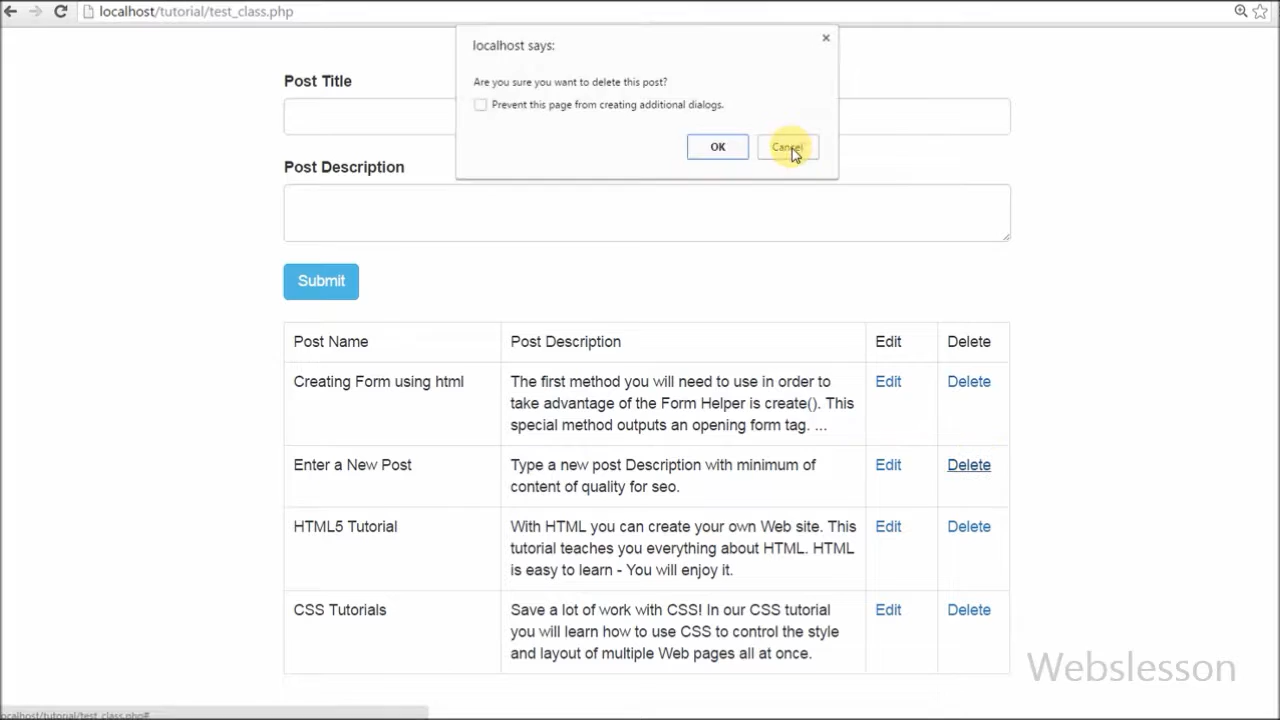 localhost/tutorial/test_class.php
localhost says:
Are you sure you want to delete this post?
Prevent this page from creating additional dialogs.
OK
Cancel
Post Title
Post Description
Submit
Post Name Post Description Edit Delete
Creating Form using html The first method you will need to use in order to Edit Delete
take advantage of the Form Helper is create(). This
special method outputs an opening form tag. ...
Enter a New Post Type a new post Description with minimum of Edit Delete
content of quality for seo.
HTML5 Tutorial With HTML you can create your own Web site. This Edit Delete
tutorial teaches you everything about HTML. HTML
is easy to learn - You will enjoy it.
CSS Tutorials Save a lot of work with CSS! In our CSS tutorial Edit Delete
you will learn how to use CSS to control the style
and layout of multiple Web pages all at once.
Webslesson
localhost/tutorial/test_class.php#